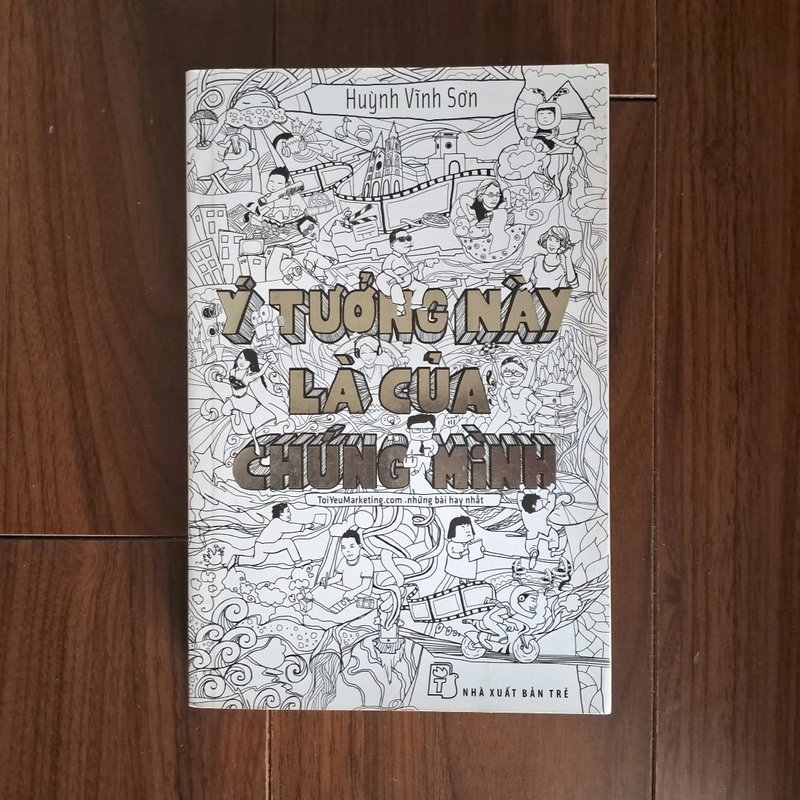 Huỳnh Vĩnh Sơn
Ý TƯỞNG NÀY
LÀ CỦA
CHÚNG MÌNH
ToiYeuMarketing.com - những bài hay nhất
NHÀ XUẤT BẢN TRẺ